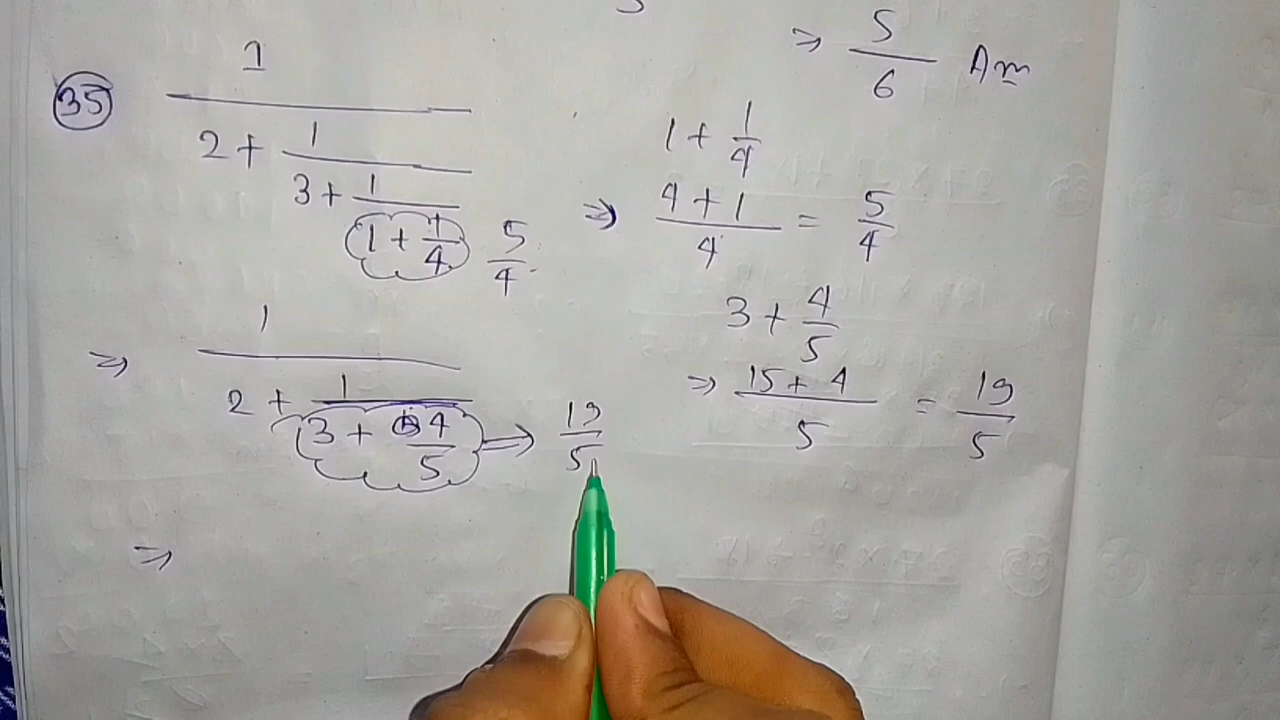 ⇒ 5/6 Ans
(35) 1
2 + 1
3 + 1
1 + 1/4 5/4
1 + 1/4
⇒ 4 + 1/4 = 5/4
3 + 4/5
⇒ 15 + 4/5 = 19/5
⇒ 1
2 + 1
3 + 4/5 ⇒ 19/5
⇒